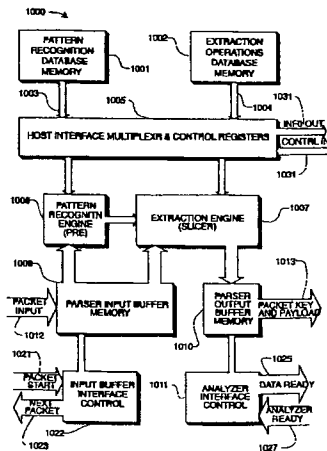 1000
PATTERN
RECOGNITION
DATABASE
MEMORY
1001
1002
EXTRACTION
OPERATIONS
DATABASE
MEMORY
1003
1004
1005
1031
INFO OUT
HOST INTERFACE MULTIPLEXR & CONTROL REGISTERS
CONTRL IN
1031
1006
PATTERN
RECOGNITN
ENGINE
(PRE)
EXTRACTION ENGINE
(SLICER)
1007
1009
PACKET
INPUT
1012
PARSER INPUT BUFFER
MEMORY
PARSER
OUTPUT
BUFFER
MEMORY
1010
1013
PACKET KEY
AND PAYLOAD
1021
PACKET
START
NEXT
PACKET
1023
INPUT BUFFER
INTERFACE
CONTROL
1022
1011
ANALYZER
INTERFACE
CONTROL
1025
DATA READY
ANALYZER
READY
1027